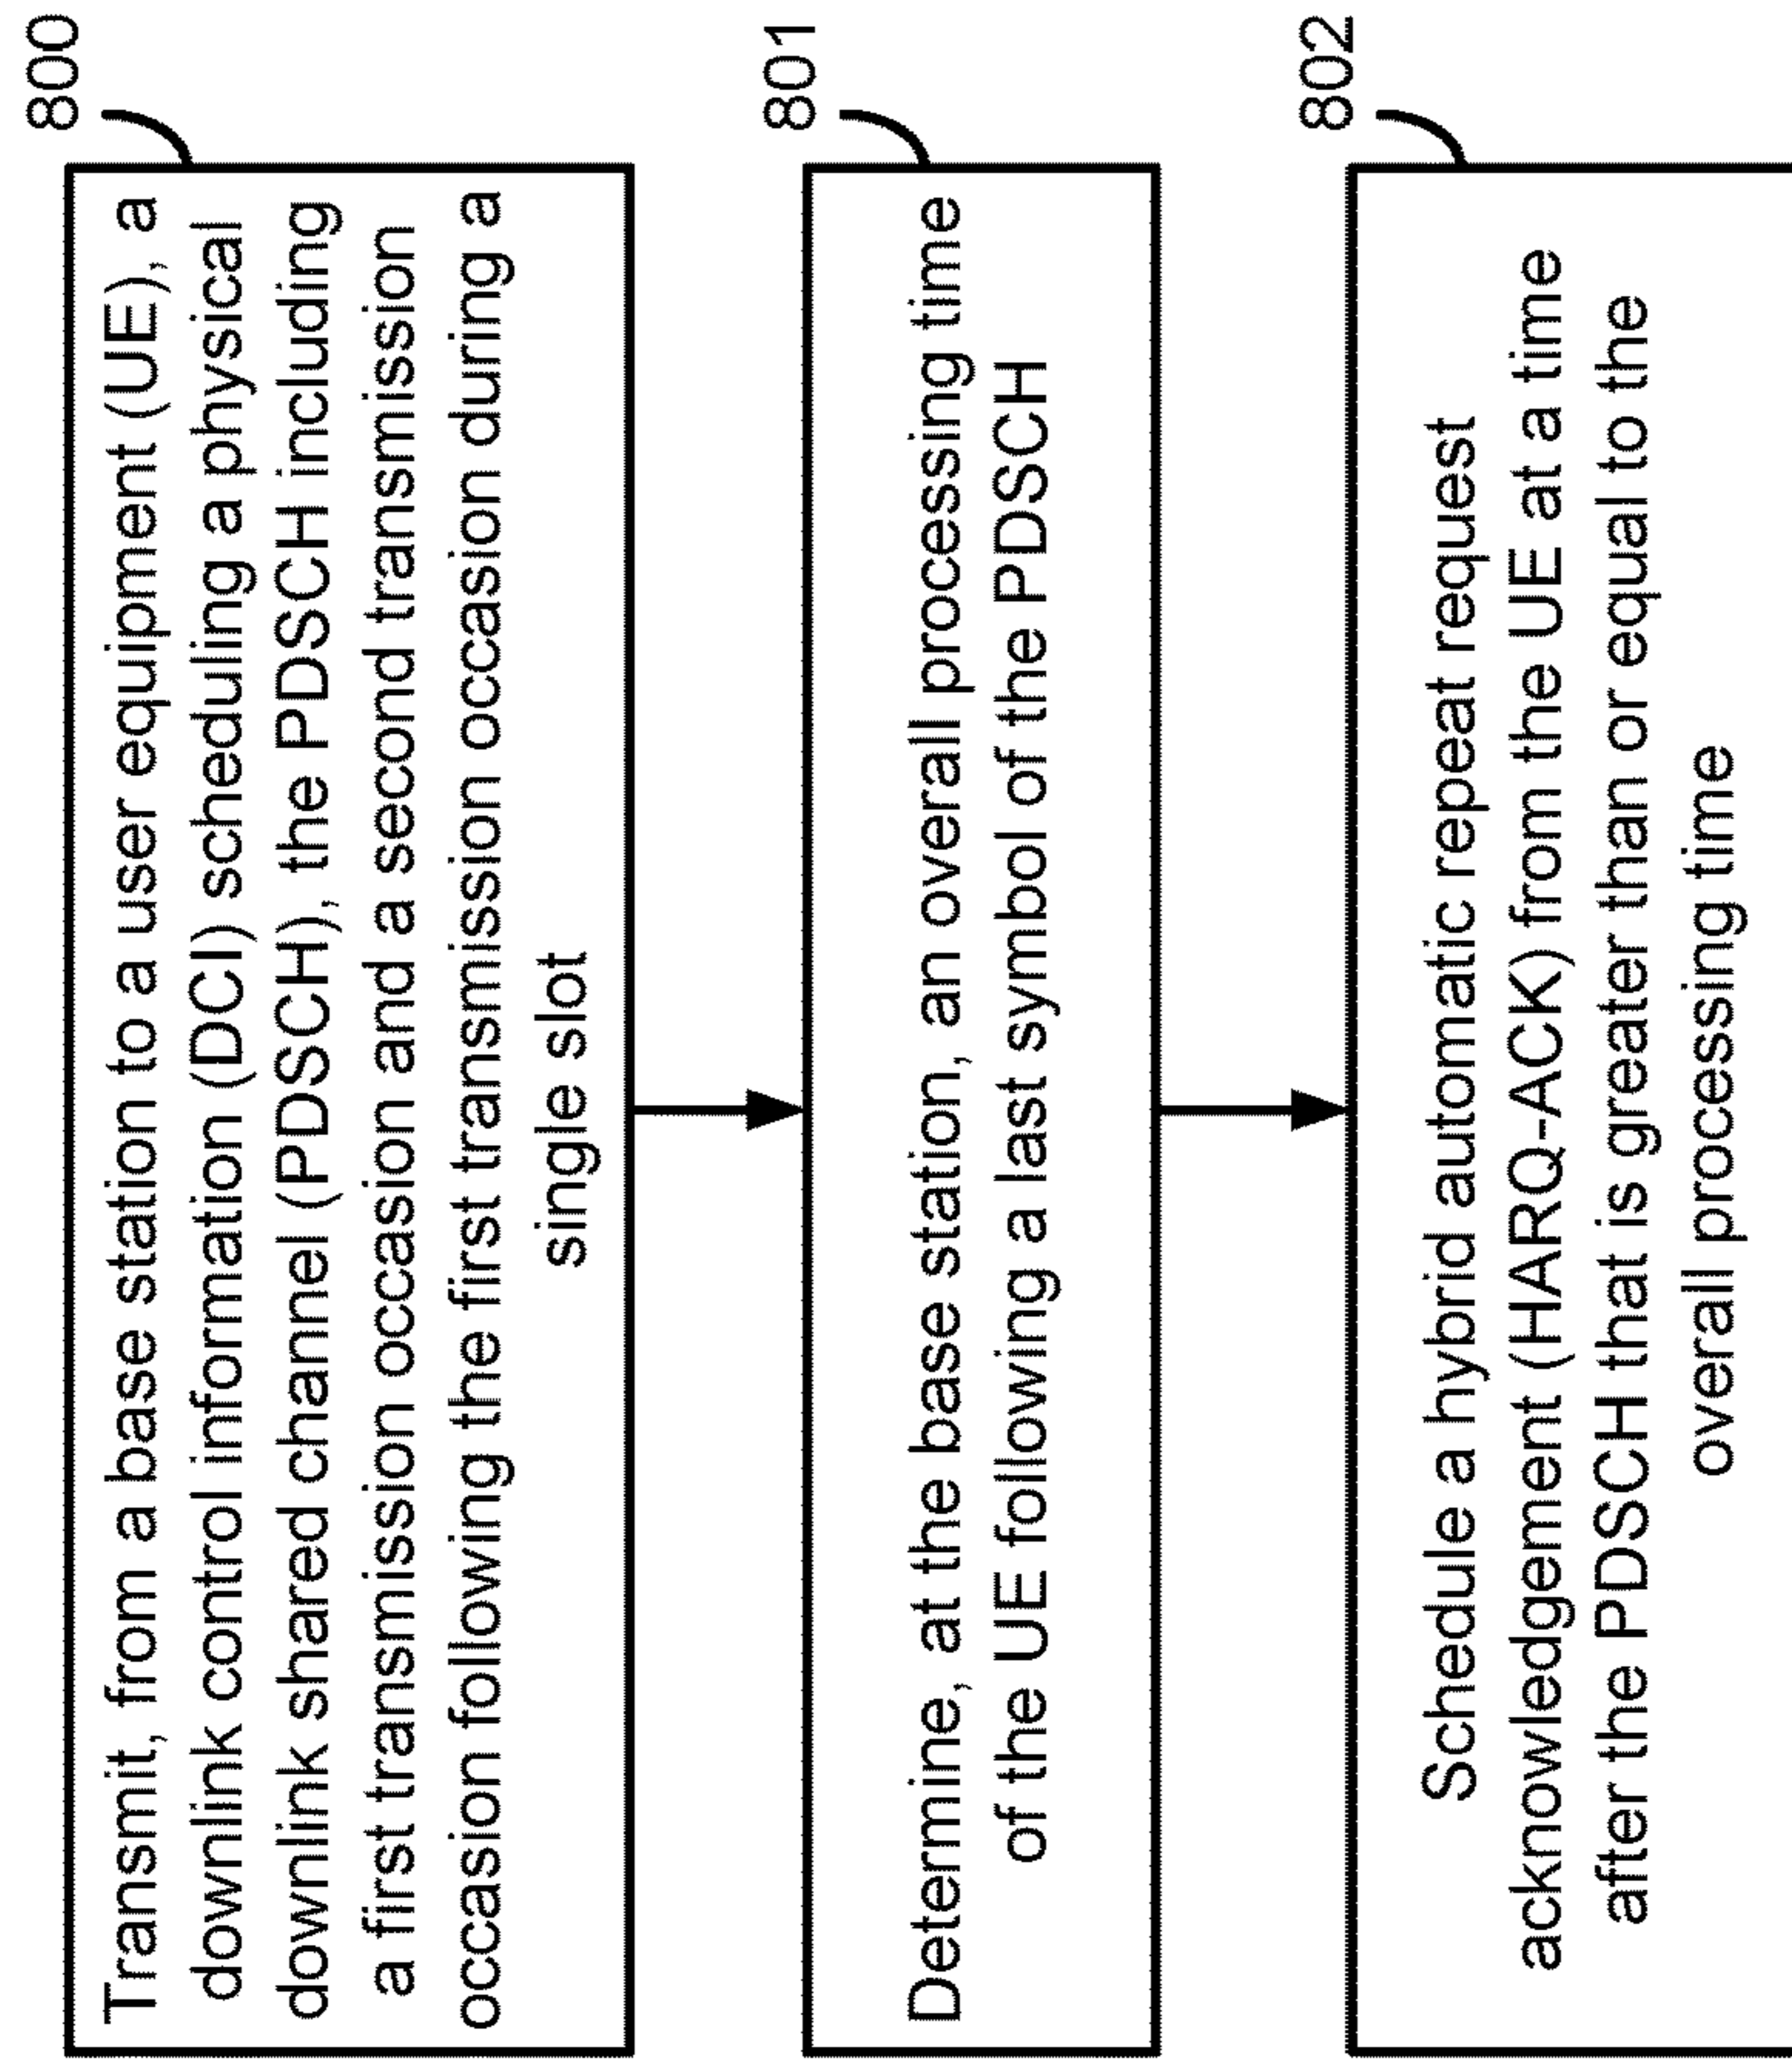 800
Transmit, from a base station to a user equipment (UE), a
downlink control information (DCI) scheduling a physical
downlink shared channel (PDSCH), the PDSCH including
a first transmission occasion and a second transmission
occasion following the first transmission occasion during a
single slot
801
Determine, at the base station, an overall processing time
of the UE following a last symbol of the PDSCH
802
Schedule a hybrid automatic repeat request
acknowledgement (HARQ-ACK) from the UE at a time
after the PDSCH that is greater than or equal to the
overall processing time